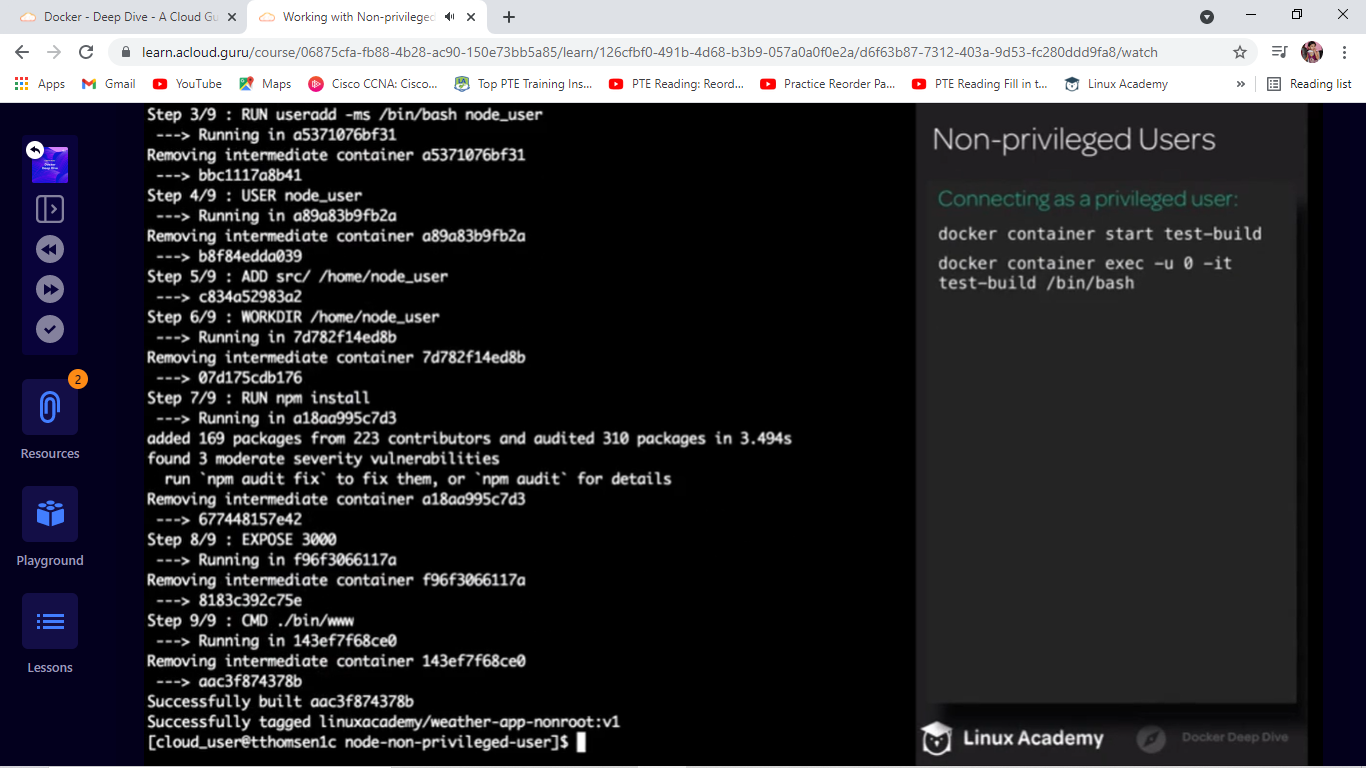 Docker - Deep Dive - A Cloud Gu
Working with Non-privileged
learn.acloud.guru/course/06875cfa-fb88-4b28-ac90-150e73bb5a85/learn/126cfbf0-491b-4d68-b3b9-057a0a0f0e2a/d6f63b87-7312-403a-9d53-fc280ddd9fa8/watch
Apps
Gmail
YouTube
Maps
Cisco CCNA: Cisco...
Top PTE Training Ins...
PTE Reading: Reord...
Practice Reorder Pa...
PTE Reading Fill in t...
Linux Academy
»
Reading list
Docker
Deep Dive
2
Resources
Playground
Lessons
Step 3/9 : RUN useradd -ms /bin/bash node_user
---> Running in a5371076bf31
Removing intermediate container a5371076bf31
---> bbc1117a8b41
Step 4/9 : USER node_user
---> Running in a89a83b9fb2a
Removing intermediate container a89a83b9fb2a
---> b8f84edda039
Step 5/9 : ADD src/ /home/node_user
---> c834a52983a2
Step 6/9 : WORKDIR /home/node_user
---> Running in 7d782f14ed8b
Removing intermediate container 7d782f14ed8b
---> 07d175cdb176
Step 7/9 : RUN npm install
---> Running in a18aa995c7d3
added 169 packages from 223 contributors and audited 310 packages in 3.494s
found 3 moderate severity vulnerabilities
run `npm audit fix` to fix them, or `npm audit` for details
Removing intermediate container a18aa995c7d3
---> 677448157e42
Step 8/9 : EXPOSE 3000
---> Running in f96f3066117a
Removing intermediate container f96f3066117a
---> 8183c392c75e
Step 9/9 : CMD ./bin/www
---> Running in 143ef7f68ce0
Removing intermediate container 143ef7f68ce0
---> aac3f874378b
Successfully built aac3f874378b
Successfully tagged linuxacademy/weather-app-nonroot:v1
[cloud_user@tthomsen1c node-non-privileged-user]$
Non-privileged Users
Connecting as a privileged user:
docker container start test-build
docker container exec -u 0 -it
test-build /bin/bash
Linux Academy
Docker Deep Dive